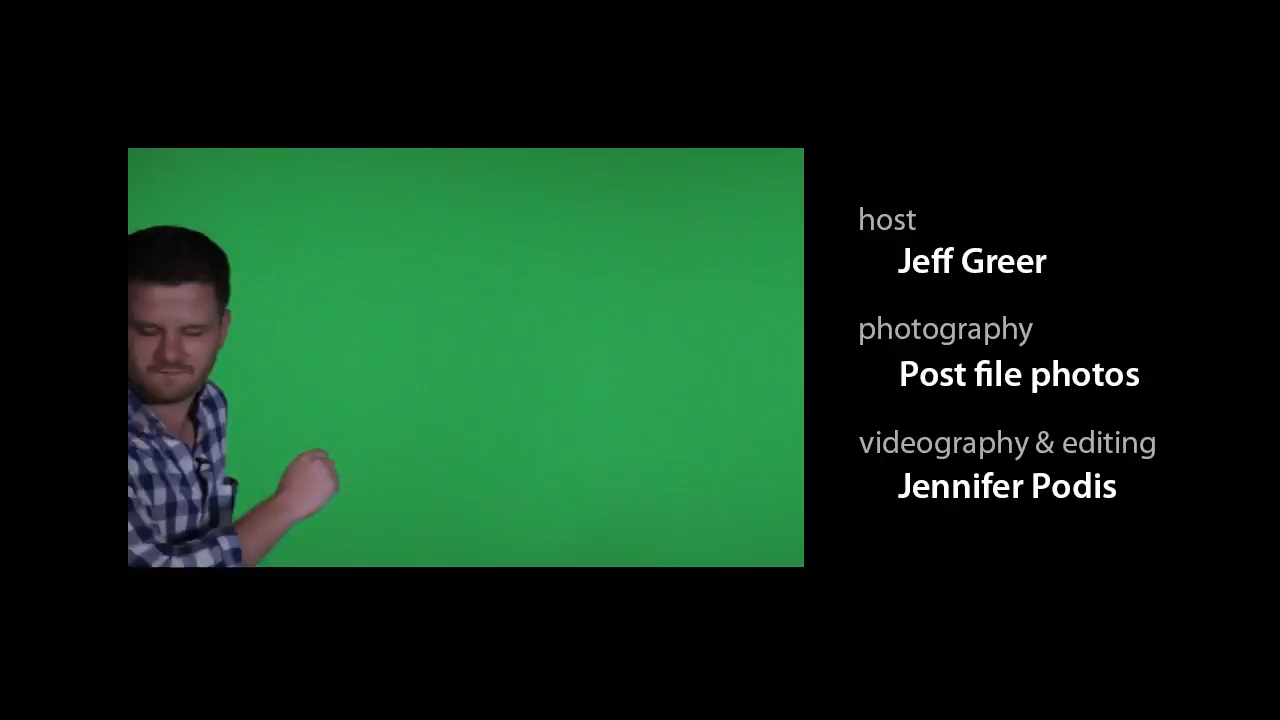 host
Jeff Greer
photography
Post file photos
videography & editing
Jennifer Podis